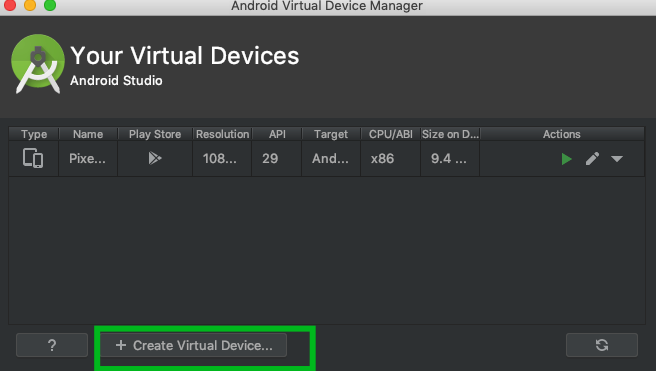 Android Virtual Device Manager
Your Virtual Devices
Android Studio
Type Name Play Store Resolution API Target CPU/ABI Size on D... Actions
Pixe... 108... 29 And... x86 9.4 ...
? + Create Virtual Device...